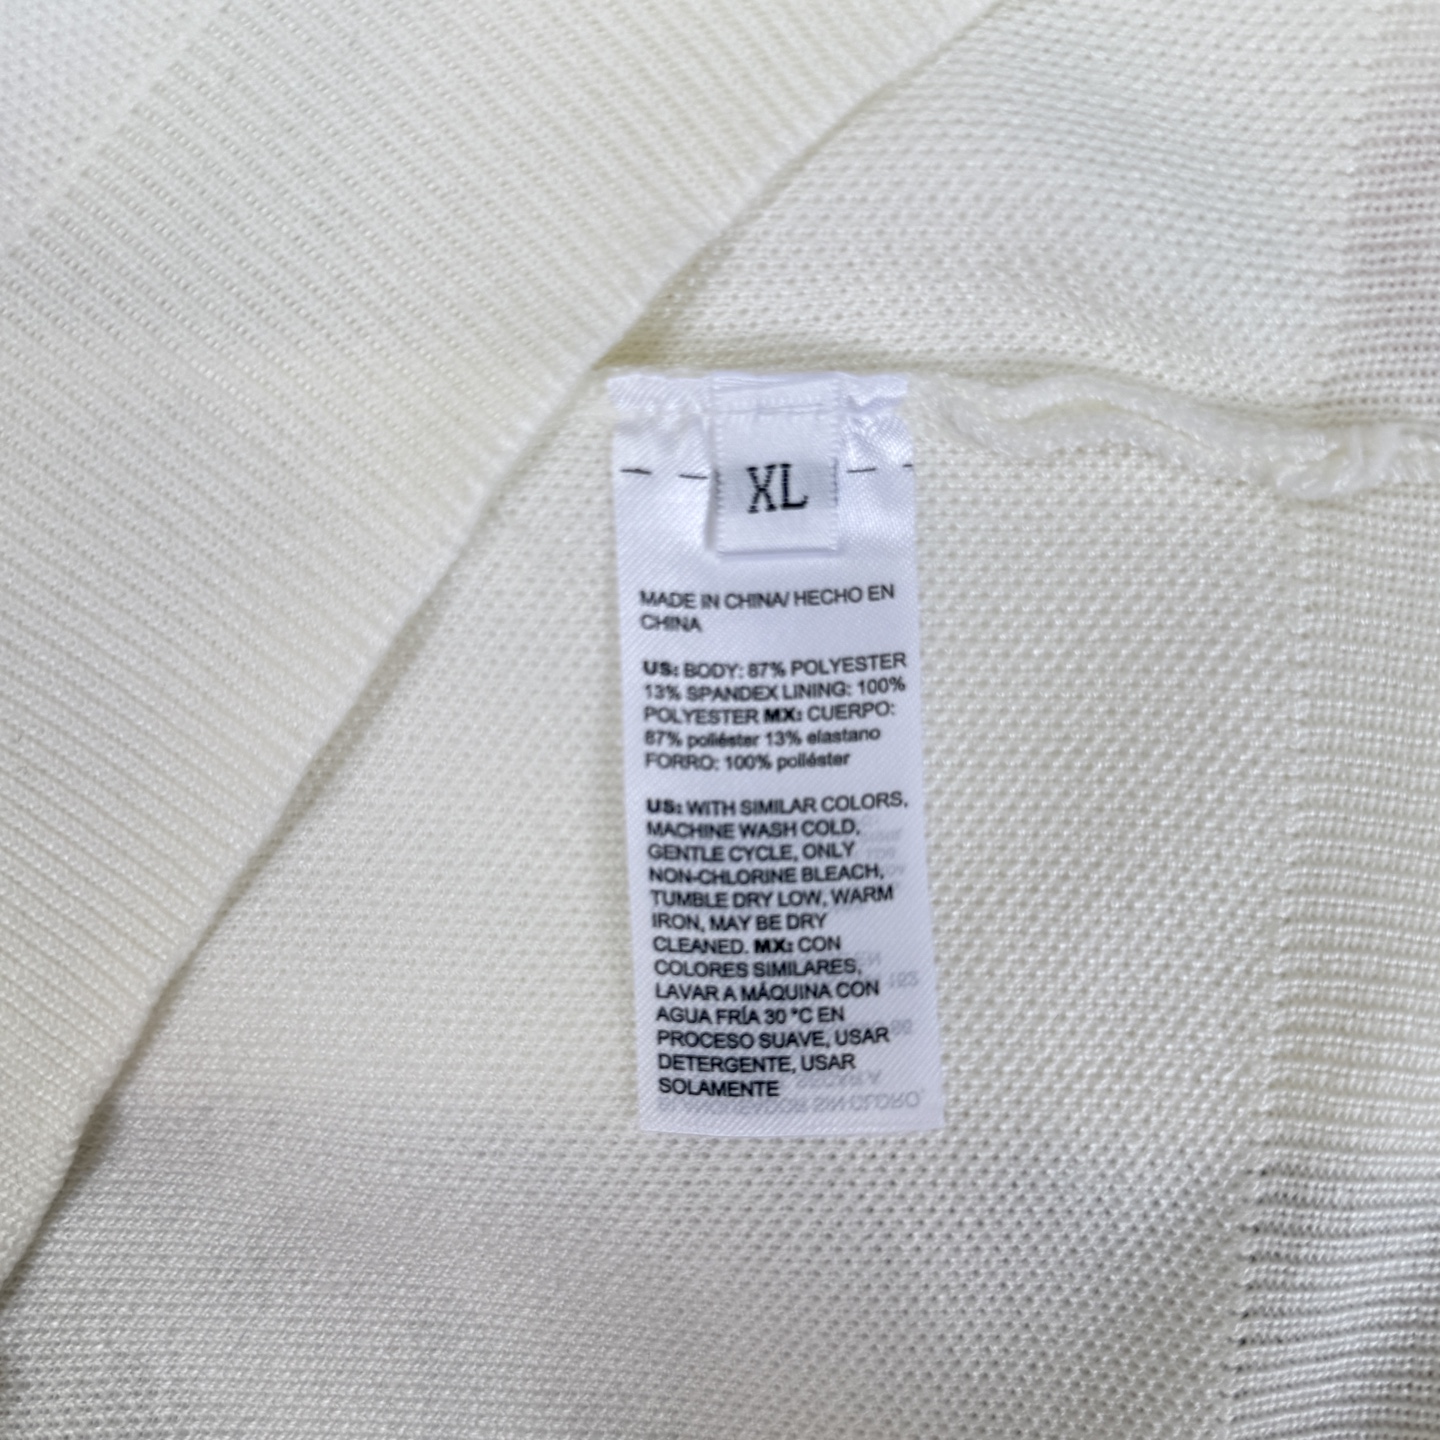 XL
MADE IN CHINA/ HECHO EN
CHINA
US: BODY: 87% POLYESTER
13% SPANDEX LINING: 100%
POLYESTER MX: CUERPO:
87% poliéster 13% elastano
FORRO: 100% poliéster
US: WITH SIMILAR COLORS,
MACHINE WASH COLD,
GENTLE CYCLE, ONLY
NON-CHLORINE BLEACH,
TUMBLE DRY LOW, WARM
IRON, MAY BE DRY
CLEANED. MX: CON
COLORES SIMILARES,
LAVAR A MÁQUINA CON
AGUA FRÍA 30 °C EN
PROCESO SUAVE, USAR
DETERGENTE, USAR
SOLAMENTE